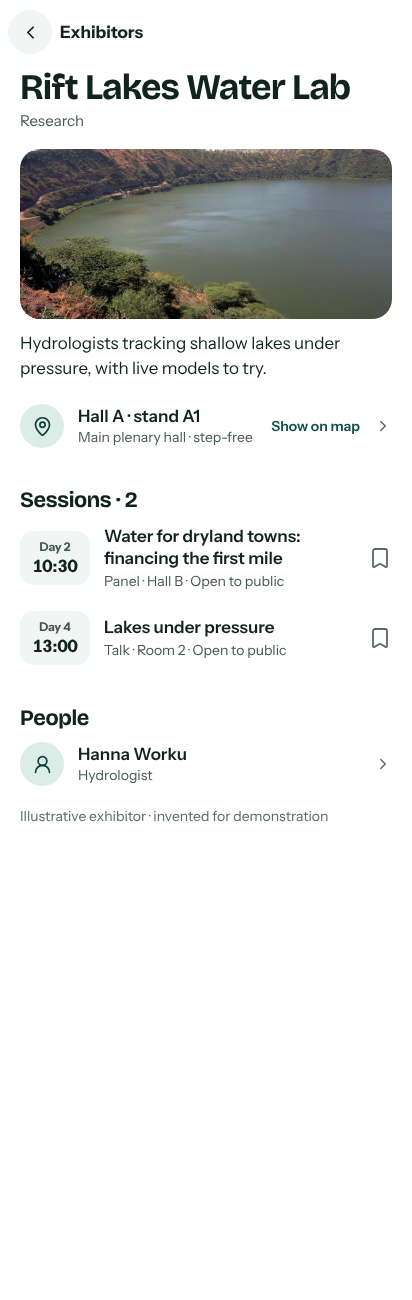 Exhibitors
Rift Lakes Water Lab
Research
Hydrologists tracking shallow lakes under
pressure, with live models to try.
Hall A · stand A1
Main plenary hall · step-free
Show on map
Sessions · 2
Day 2
10:30
Water for dryland towns:
financing the first mile
Panel · Hall B · Open to public
Day 4
13:00
Lakes under pressure
Talk · Room 2 · Open to public
People
Hanna Worku
Hydrologist
Illustrative exhibitor · invented for demonstration